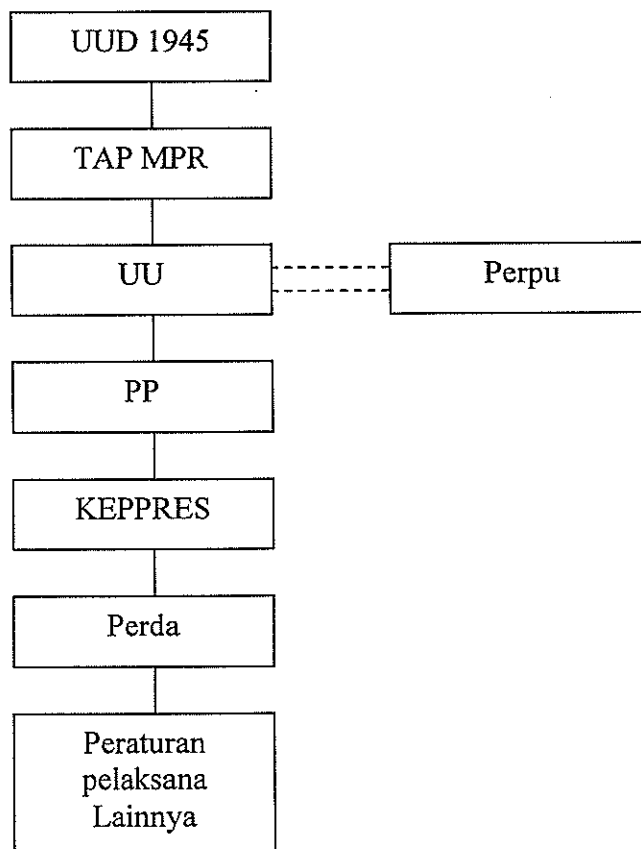 UUD 1945
TAP MPR
UU
Perpu
PP
KEPPRES
Perda
Peraturan
pelaksana
Lainnya